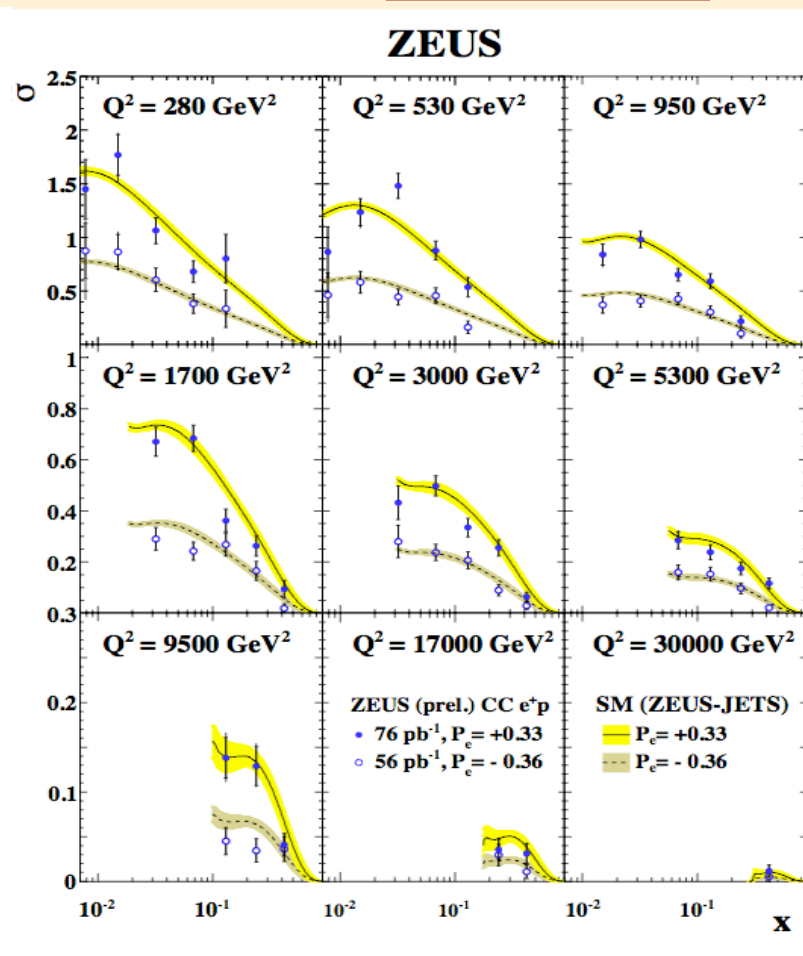 ZEUS
σ
2.5
2
1.5
1
0.5
Q² = 280 GeV²
Q² = 530 GeV²
Q² = 950 GeV²
1
0.8
0.6
0.4
0.2
Q² = 1700 GeV²
Q² = 3000 GeV²
Q² = 5300 GeV²
0.3
0.2
0.1
0
Q² = 9500 GeV²
Q² = 17000 GeV²
Q² = 30000 GeV²
ZEUS (prel.) CC e⁺p
76 pb⁻¹, Pₑ= +0.33
56 pb⁻¹, Pₑ= - 0.36
SM (ZEUS-JETS)
Pₑ= +0.33
Pₑ= - 0.36
10⁻² 10⁻¹ 10⁻² 10⁻¹ 10⁻² 10⁻¹
x